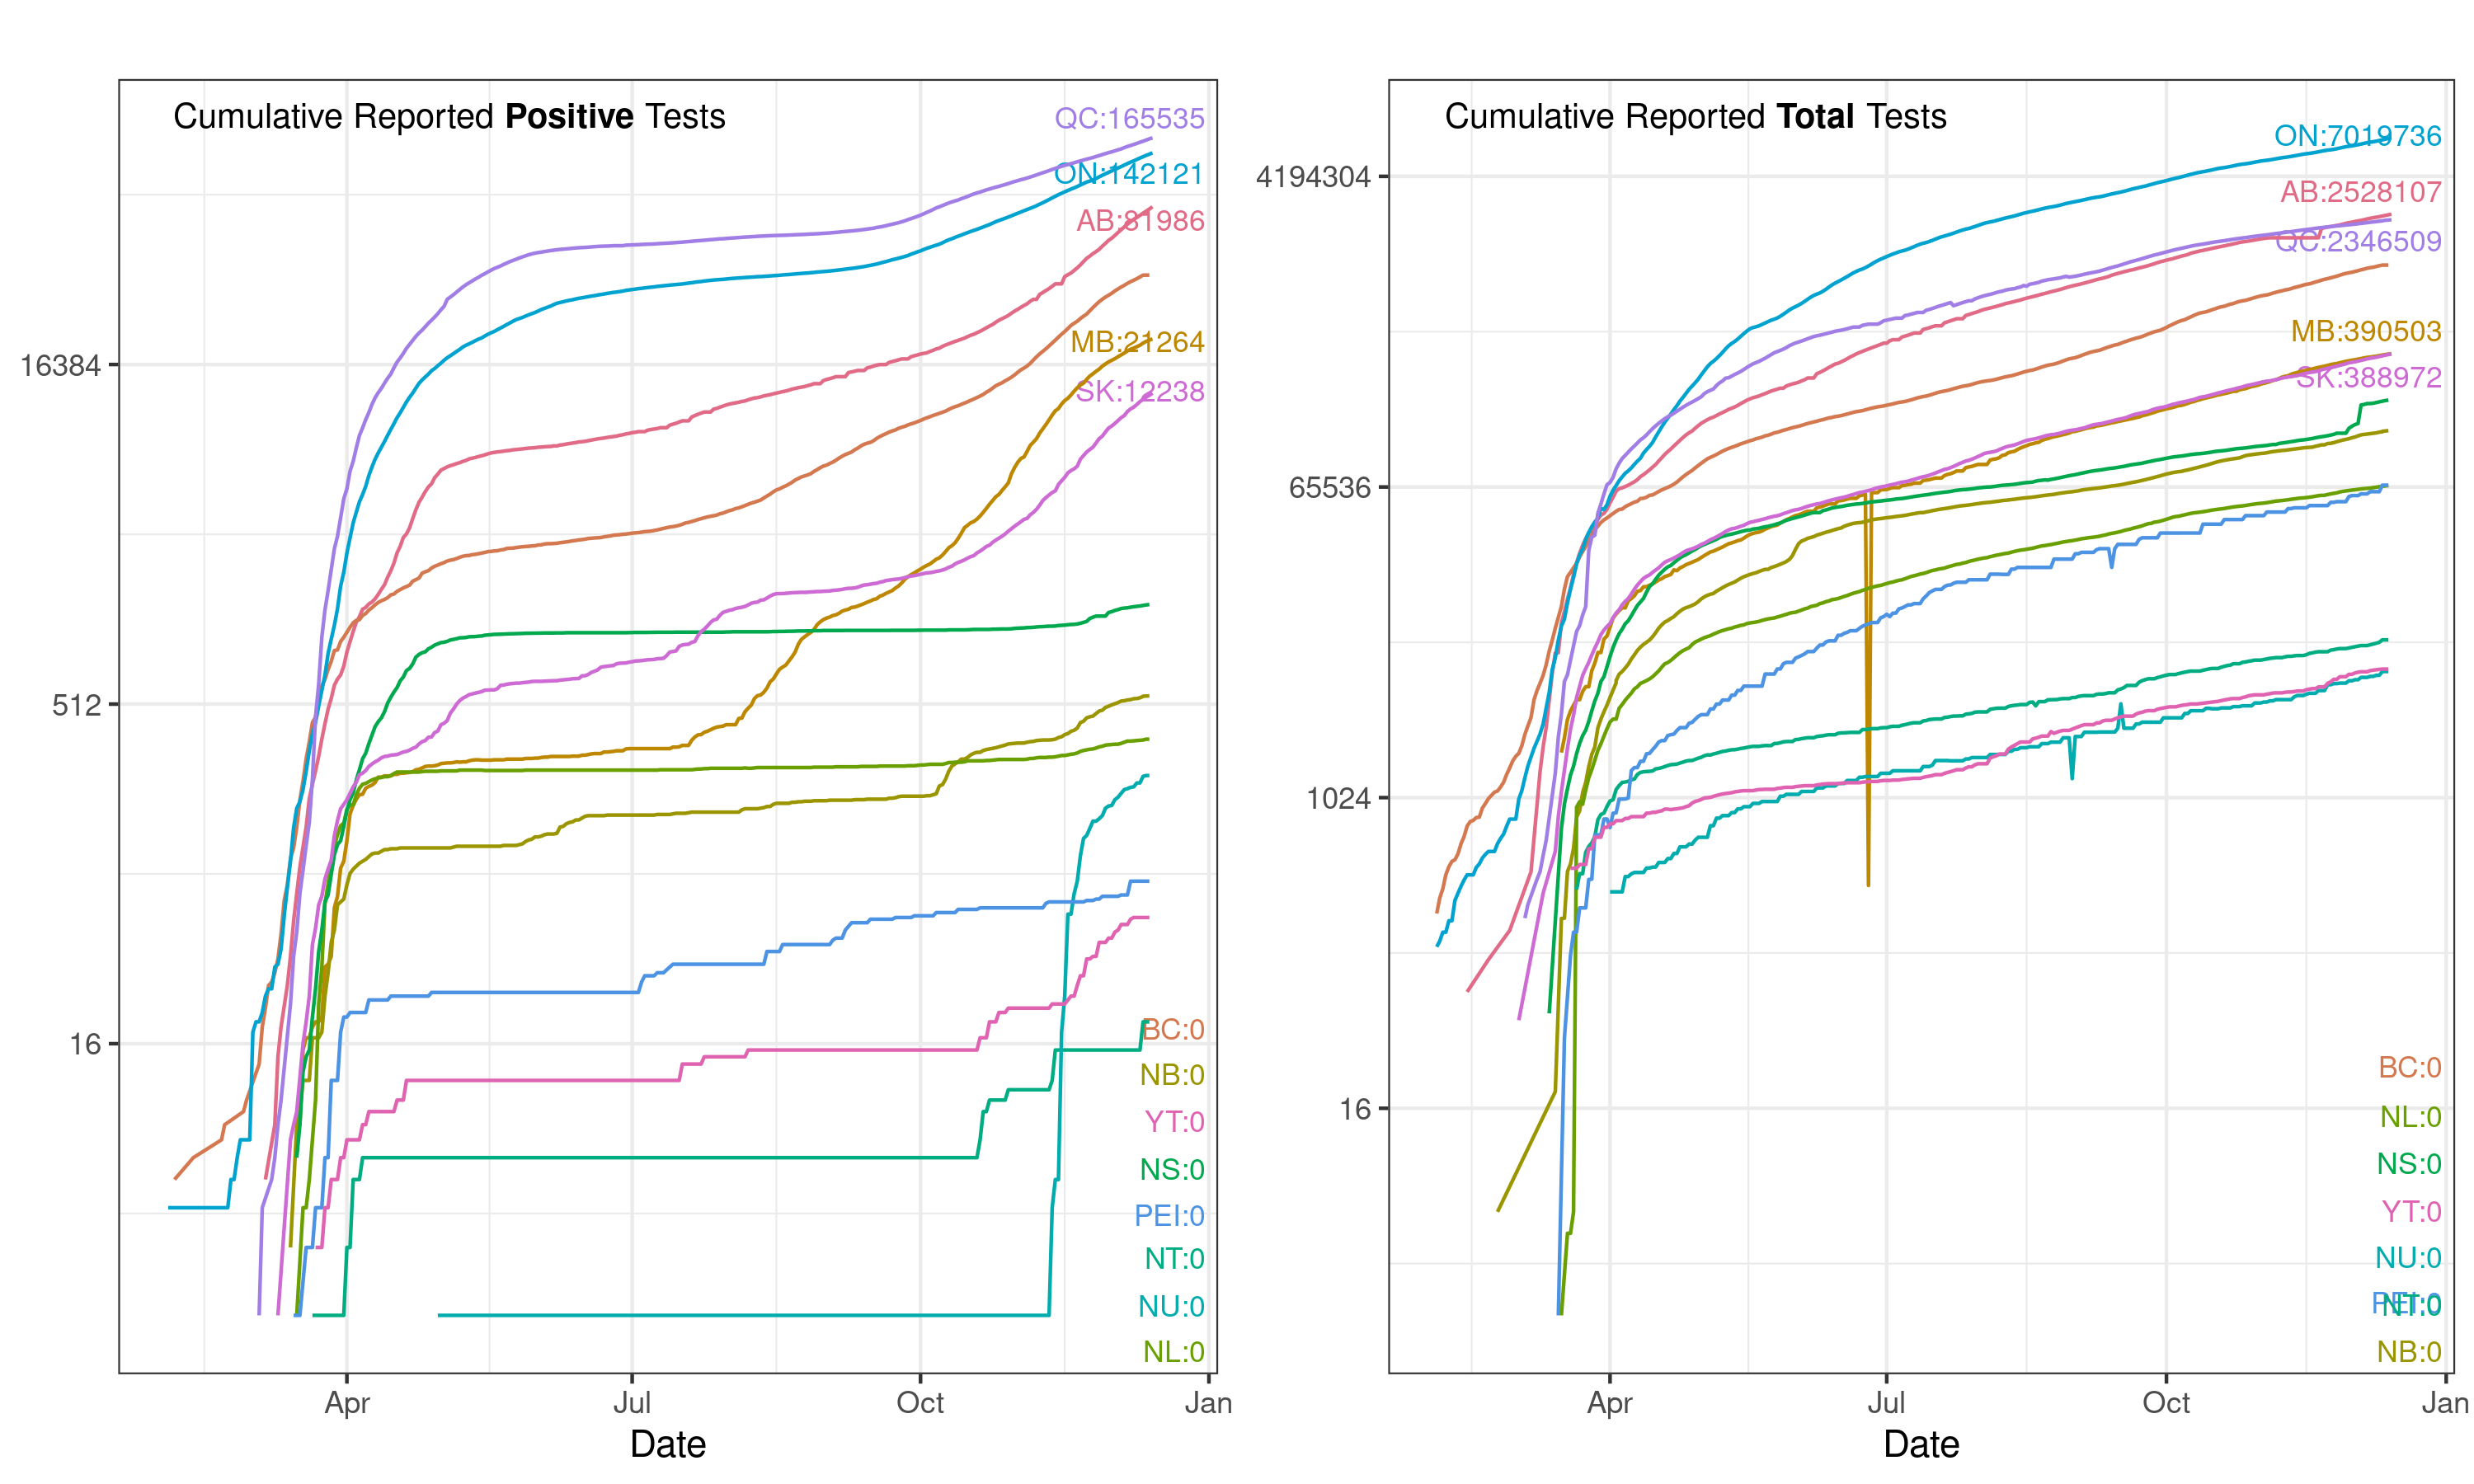 Cumulative Reported Positive Tests
QC:165535
ON:142121
AB:81986
MB:21264
SK:12238
BC:0
NB:0
YT:0
NS:0
PEI:0
NT:0
NU:0
NL:0
16384
512
16
Apr
Jul
Oct
Jan
Date
Cumulative Reported Total Tests
ON:7019736
AB:2528107
QC:2346509
MB:390503
SK:388972
BC:0
NL:0
NS:0
YT:0
NU:0
PEI:0
NT:0
NB:0
4194304
65536
1024
16
Apr
Jul
Oct
Jan
Date